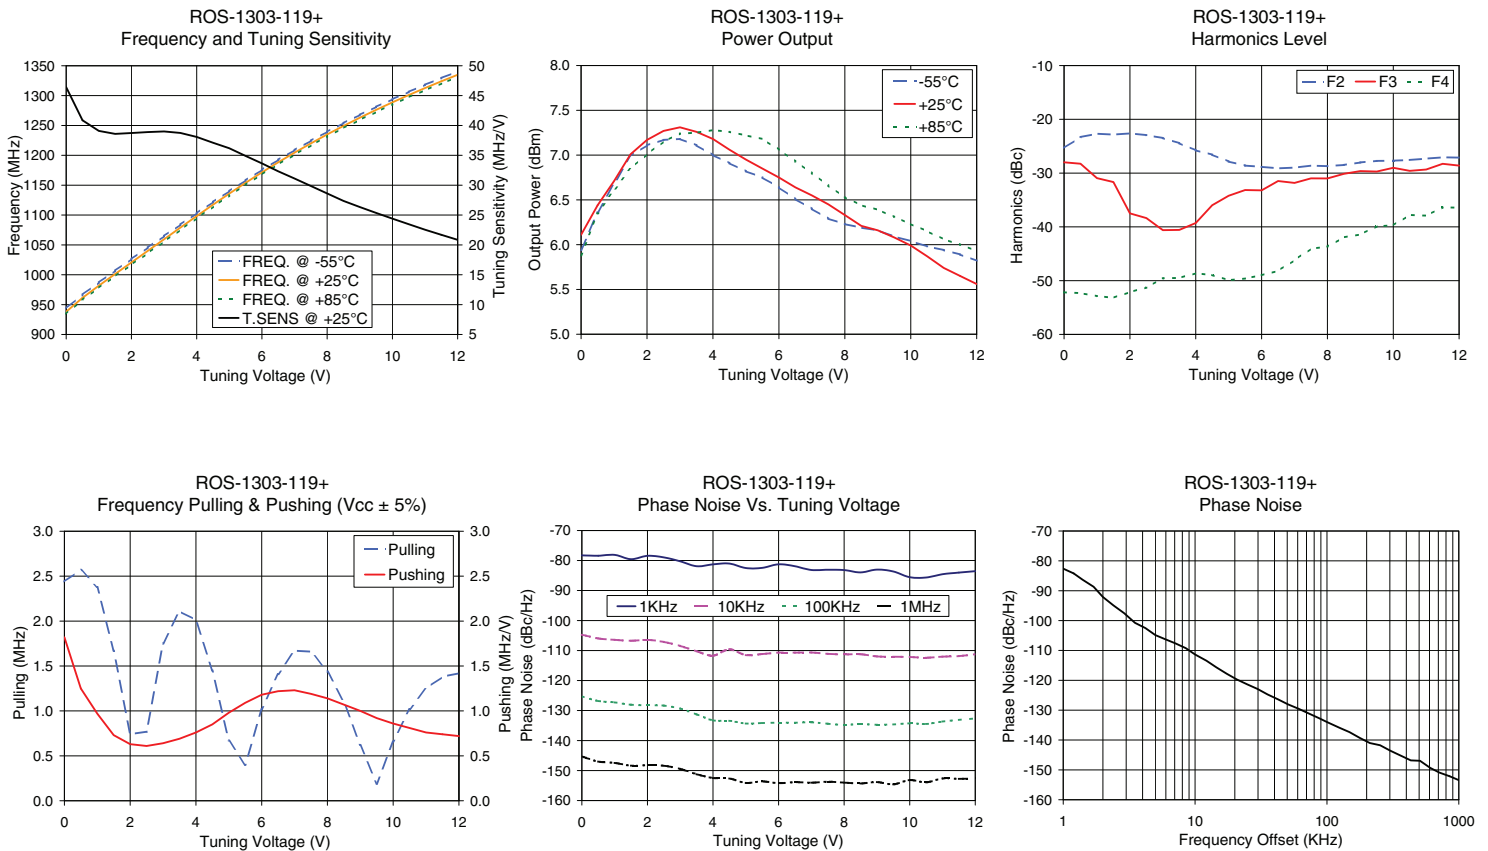 ROS-1303-119+
Frequency and Tuning Sensitivity
1350
1300
1250
1200
1150
1100
1050
1000
950
900
50
45
40
35
30
25
20
15
10
5
Frequency (MHz)
Tuning Sensitivity (MHz/V)
FREQ. @ -55°C
FREQ. @ +25°C
FREQ. @ +85°C
T.SENS @ +25°C
0 2 4 6 8 10 12
Tuning Voltage (V)
ROS-1303-119+
Power Output
8.0
7.5
7.0
6.5
6.0
5.5
5.0
Output Power (dBm)
-55°C
+25°C
+85°C
0 2 4 6 8 10 12
Tuning Voltage (V)
ROS-1303-119+
Harmonics Level
-10
-20
-30
-40
-50
-60
Harmonics (dBc)
F2 F3 F4
0 2 4 6 8 10 12
Tuning Voltage (V)
ROS-1303-119+
Frequency Pulling & Pushing (Vcc ± 5%)
3.0
2.5
2.0
1.5
1.0
0.5
0.0
3.0
2.5
2.0
1.5
1.0
0.5
0.0
Pulling (MHz)
Pushing (MHz/V)
Pulling
Pushing
0 2 4 6 8 10 12
Tuning Voltage (V)
ROS-1303-119+
Phase Noise Vs. Tuning Voltage
-70
-80
-90
-100
-110
-120
-130
-140
-150
-160
Phase Noise (dBc/Hz)
1KHz 10KHz 100KHz 1MHz
0 2 4 6 8 10 12
Tuning Voltage (V)
ROS-1303-119+
Phase Noise
-70
-80
-90
-100
-110
-120
-130
-140
-150
-160
Phase Noise (dBc/Hz)
1 10 100 1000
Frequency Offset (KHz)